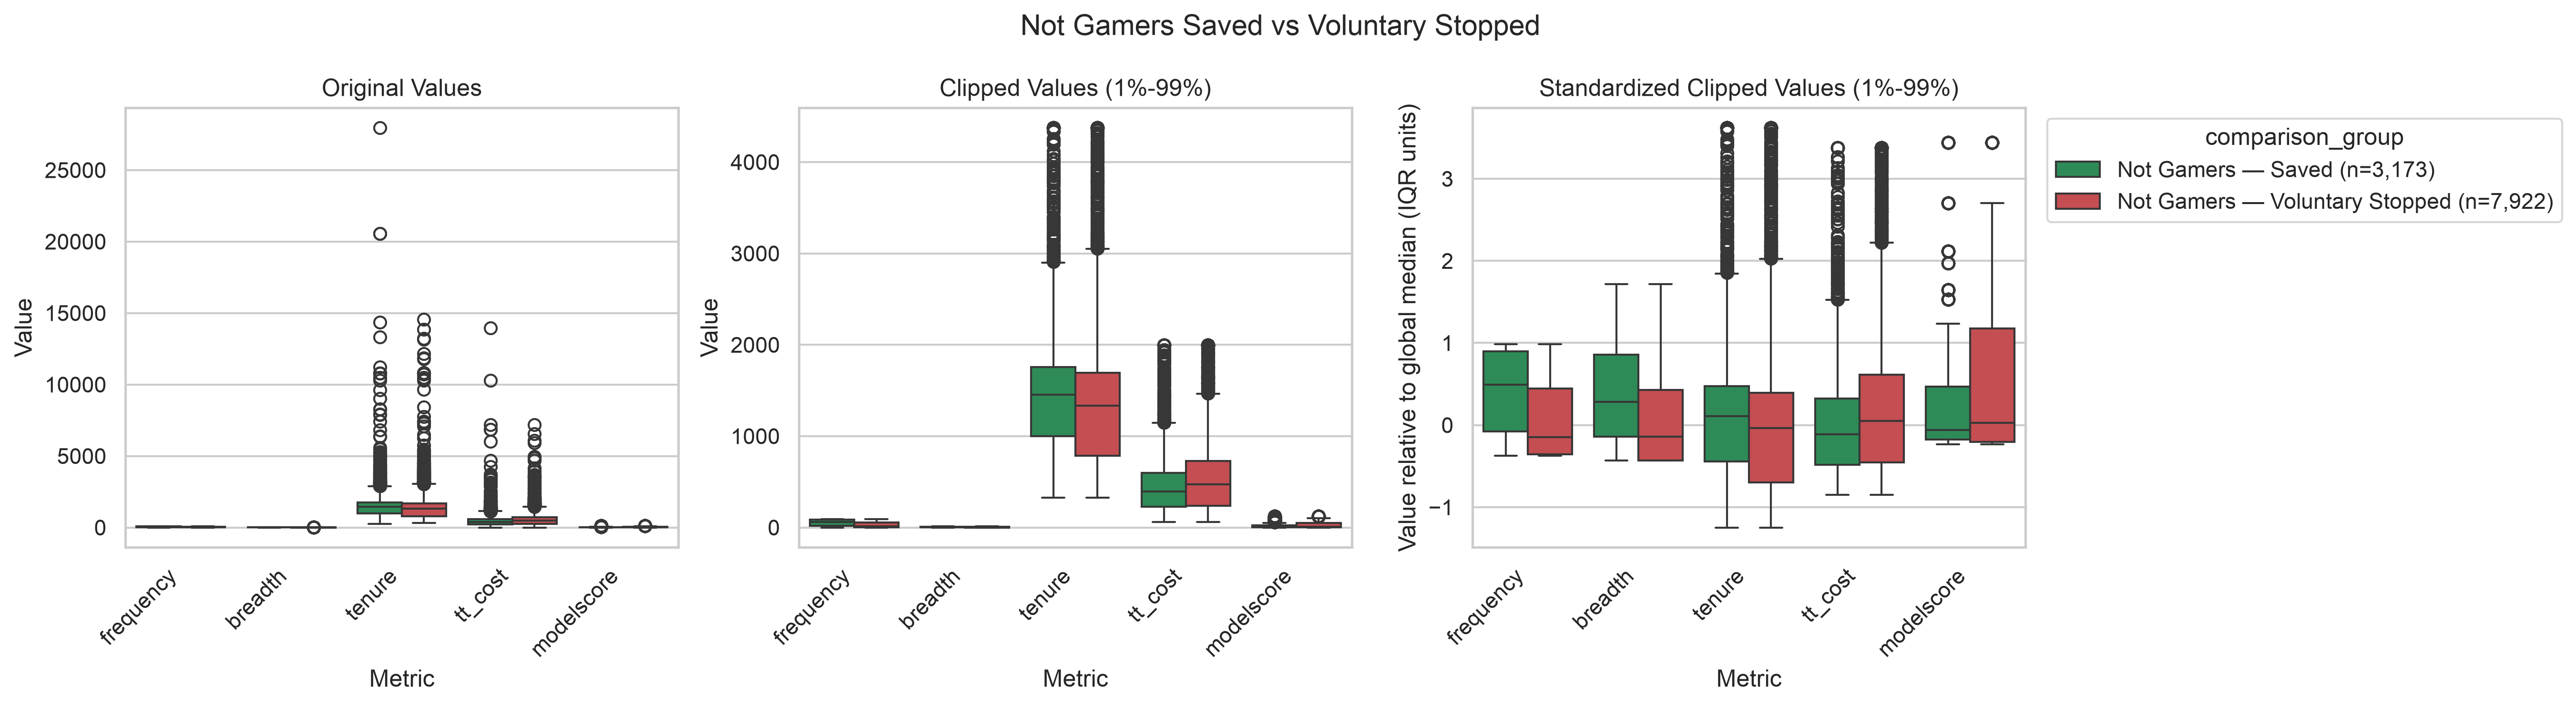 Not Gamers Saved vs Voluntary Stopped
Original Values
Value
25000
20000
15000
10000
5000
0
frequency
breadth
tenure
tt_cost
modelscore
Metric
Clipped Values (1%-99%)
Value
4000
3000
2000
1000
0
frequency
breadth
tenure
tt_cost
modelscore
Metric
Standardized Clipped Values (1%-99%)
Value relative to global median (IQR units)
3
2
1
0
−1
frequency
breadth
tenure
tt_cost
modelscore
Metric
comparison_group
Not Gamers — Saved (n=3,173)
Not Gamers — Voluntary Stopped (n=7,922)